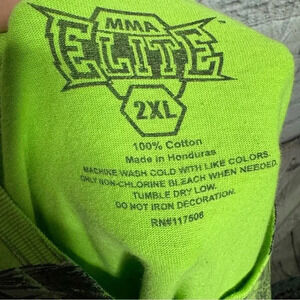 MMA
ELITE
2XL
100% Cotton
Made in Honduras
MACHINE WASH COLD WITH LIKE COLORS.
ONLY NON-CHLORINE BLEACH WHEN NEEDED.
TUMBLE DRY LOW.
DO NOT IRON DECORATION.
RN#117506